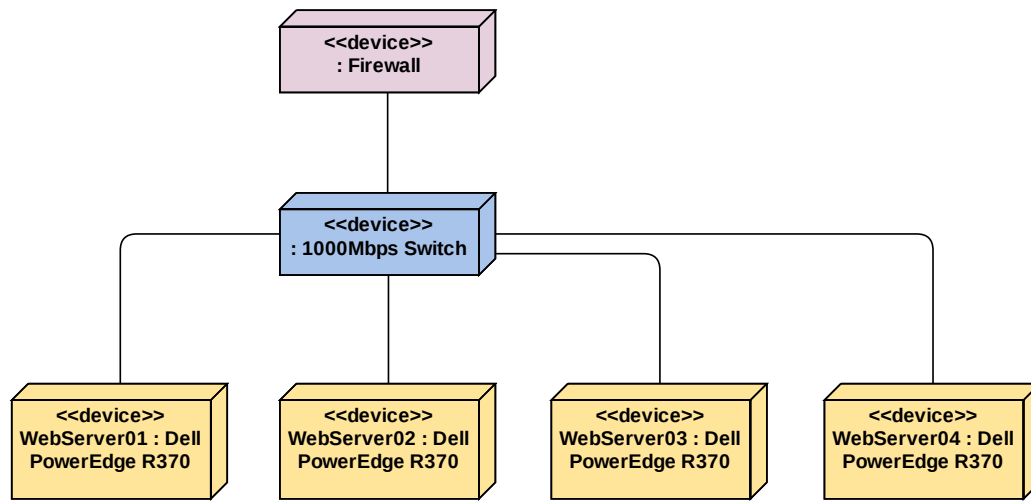 <<device>>
: Firewall
<<device>>
: 1000Mbps Switch
<<device>>
WebServer01 : Dell
PowerEdge R370
<<device>>
WebServer02 : Dell
PowerEdge R370
<<device>>
WebServer03 : Dell
PowerEdge R370
<<device>>
WebServer04 : Dell
PowerEdge R370